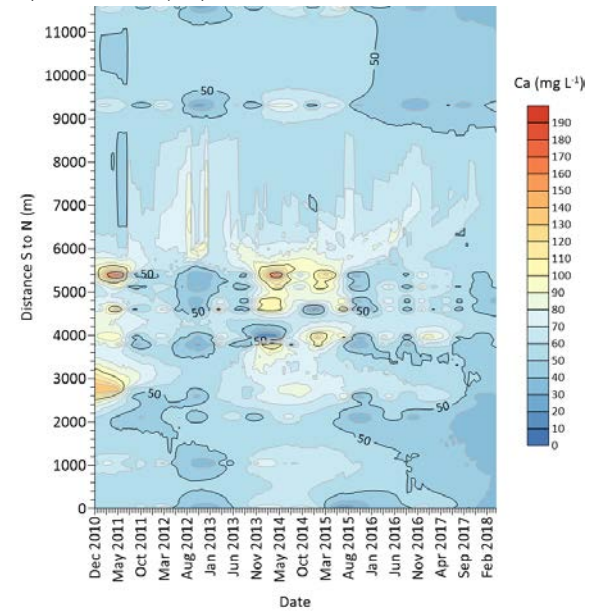 11000
10000
9000
8000
7000
6000
5000
4000
3000
2000
1000
0
Distance S to N (m)
50
50
50
50
50
50
50
50
50
Dec 2010
May 2011
Oct 2011
Mar 2012
Aug 2012
Jan 2013
Jun 2013
Nov 2013
May 2014
Oct 2014
Mar 2015
Aug 2015
Jan 2016
Jun 2016
Nov 2016
Apr 2017
Sep 2017
Feb 2018
Date
Ca (mg L⁻¹)
190
180
170
160
150
140
130
120
110
100
90
80
70
60
50
40
30
20
10
0